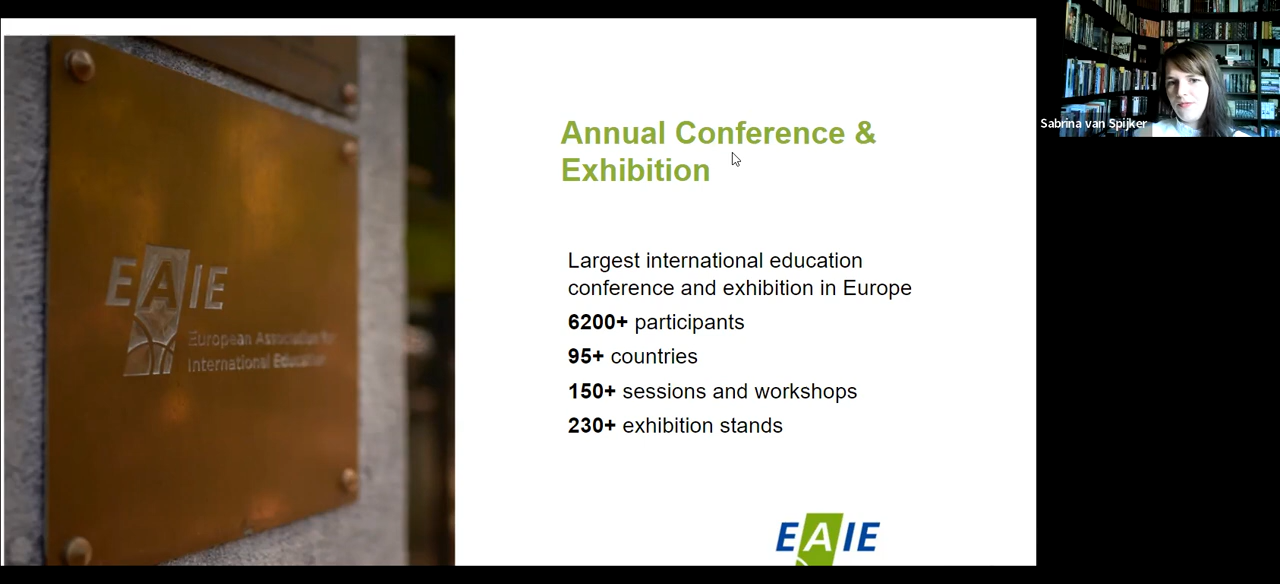 EAIE
European Association for
International Education
Annual Conference &
Exhibition
Largest international education
conference and exhibition in Europe
6200+ participants
95+ countries
150+ sessions and workshops
230+ exhibition stands
EAIE
Sabrina van Spijker